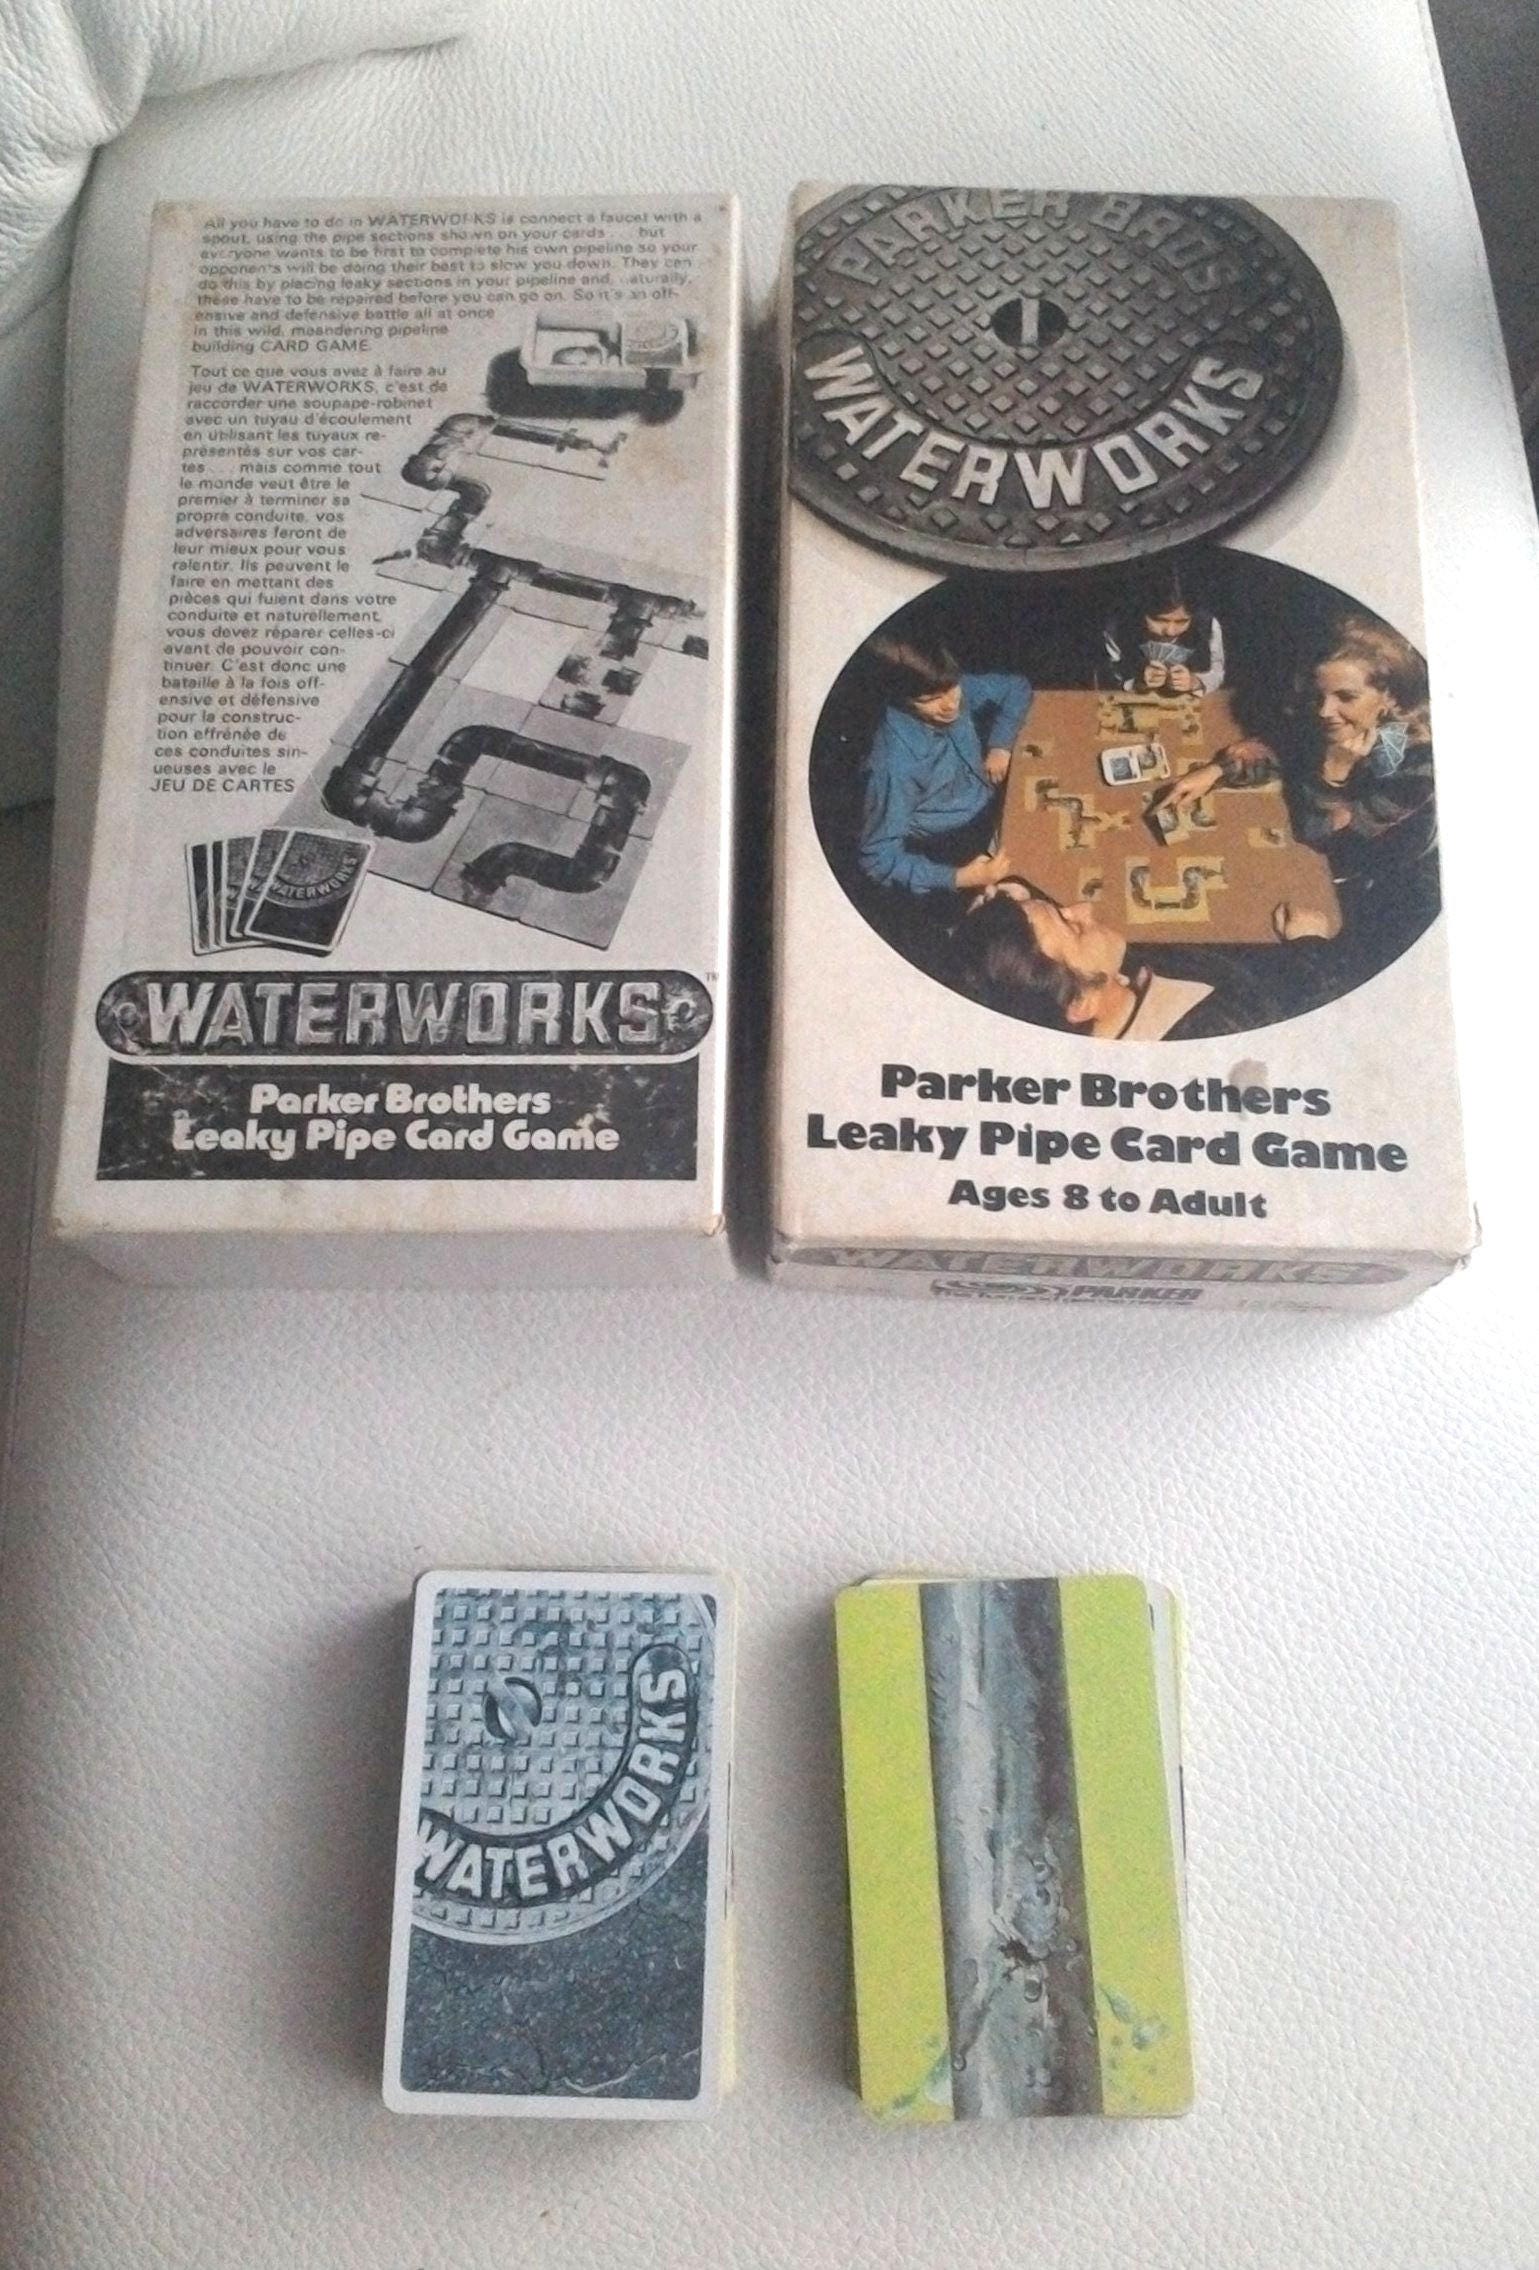 All you have to do in WATERWORKS is connect a faucet with a
spout, using the pipe sections shown on your cards . . . but
everyone wants to be first to complete his own pipeline so your
opponents will be doing their best to slow you down. They can
do this by placing leaky sections in your pipeline and, naturally,
these have to be repaired before you can go on. So it's an off-
ensive and defensive battle all at once
in this wild, meandering pipeline
building CARD GAME.
Tout ce que vous avez à faire au
jeu de WATERWORKS, c'est de
raccorder une soupape-robinet
avec un tuyau d'écoulement
en utilisant les tuyaux re-
présentés sur vos car-
tes . . . mais comme tout
le monde veut être le
premier à terminer sa
propre conduite, vos
adversaires feront de
leur mieux pour vous
ralentir. Ils peuvent le
faire en mettant des
pièces qui fuient dans votre
conduite et naturellement,
vous devez réparer celles-ci
avant de pouvoir con-
tinuer. C'est donc une
bataille à la fois off-
ensive et défensive
pour la construc-
tion effrénée de
ces conduites sin-
ueuses avec le
JEU DE CARTES
WATERWORKS
WATERWORKS
TM
Parker Brothers
Leaky Pipe Card Game
PARKER BROS
WATERWORKS
Parker Brothers
Leaky Pipe Card Game
Ages 8 to Adult
WATERWORKS
PARKER
WATERWORKS